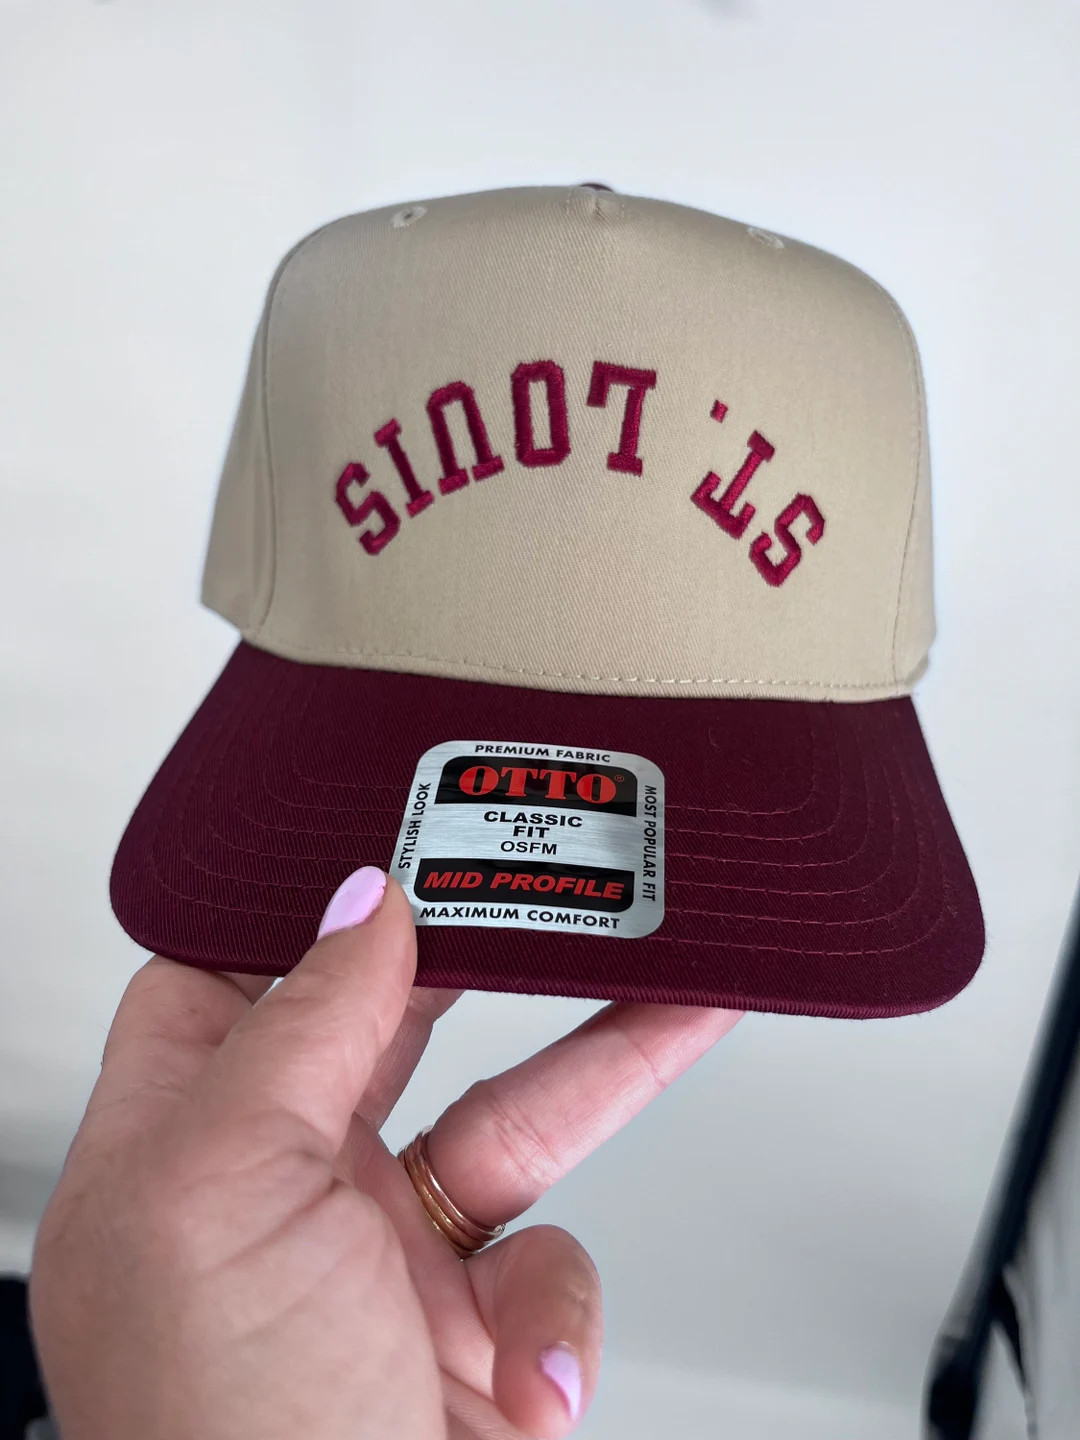 ST. LOUIS
PREMIUM FABRIC
OTTO®
CLASSIC
FIT
OSFM
MID PROFILE
MAXIMUM COMFORT
STYLISH LOOK
MOST POPULAR FIT